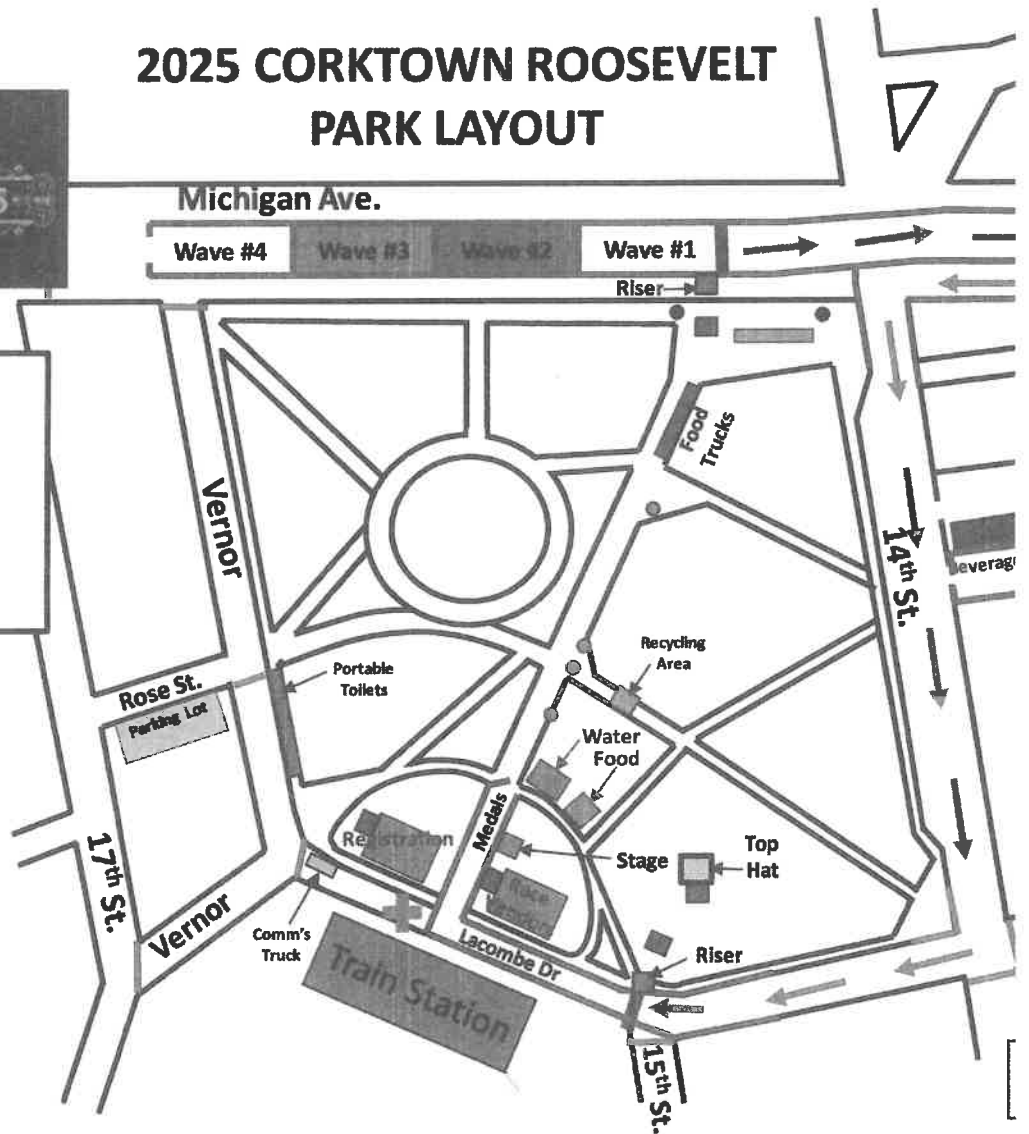 2025 CORKTOWN ROOSEVELT
PARK LAYOUT
Michigan Ave.
Wave #4
Wave #3
Wave #2
Wave #1
Riser
Food
Trucks
Vernor
14th St.
Recycling
Area
Portable
Toilets
Rose St.
Parking Lot
Water
Food
Medals
Registration
Stage
Top
Hat
Race
17th St.
Vernor
Comm's
Truck
Lacombe Dr
Riser
Train Station
15th St.